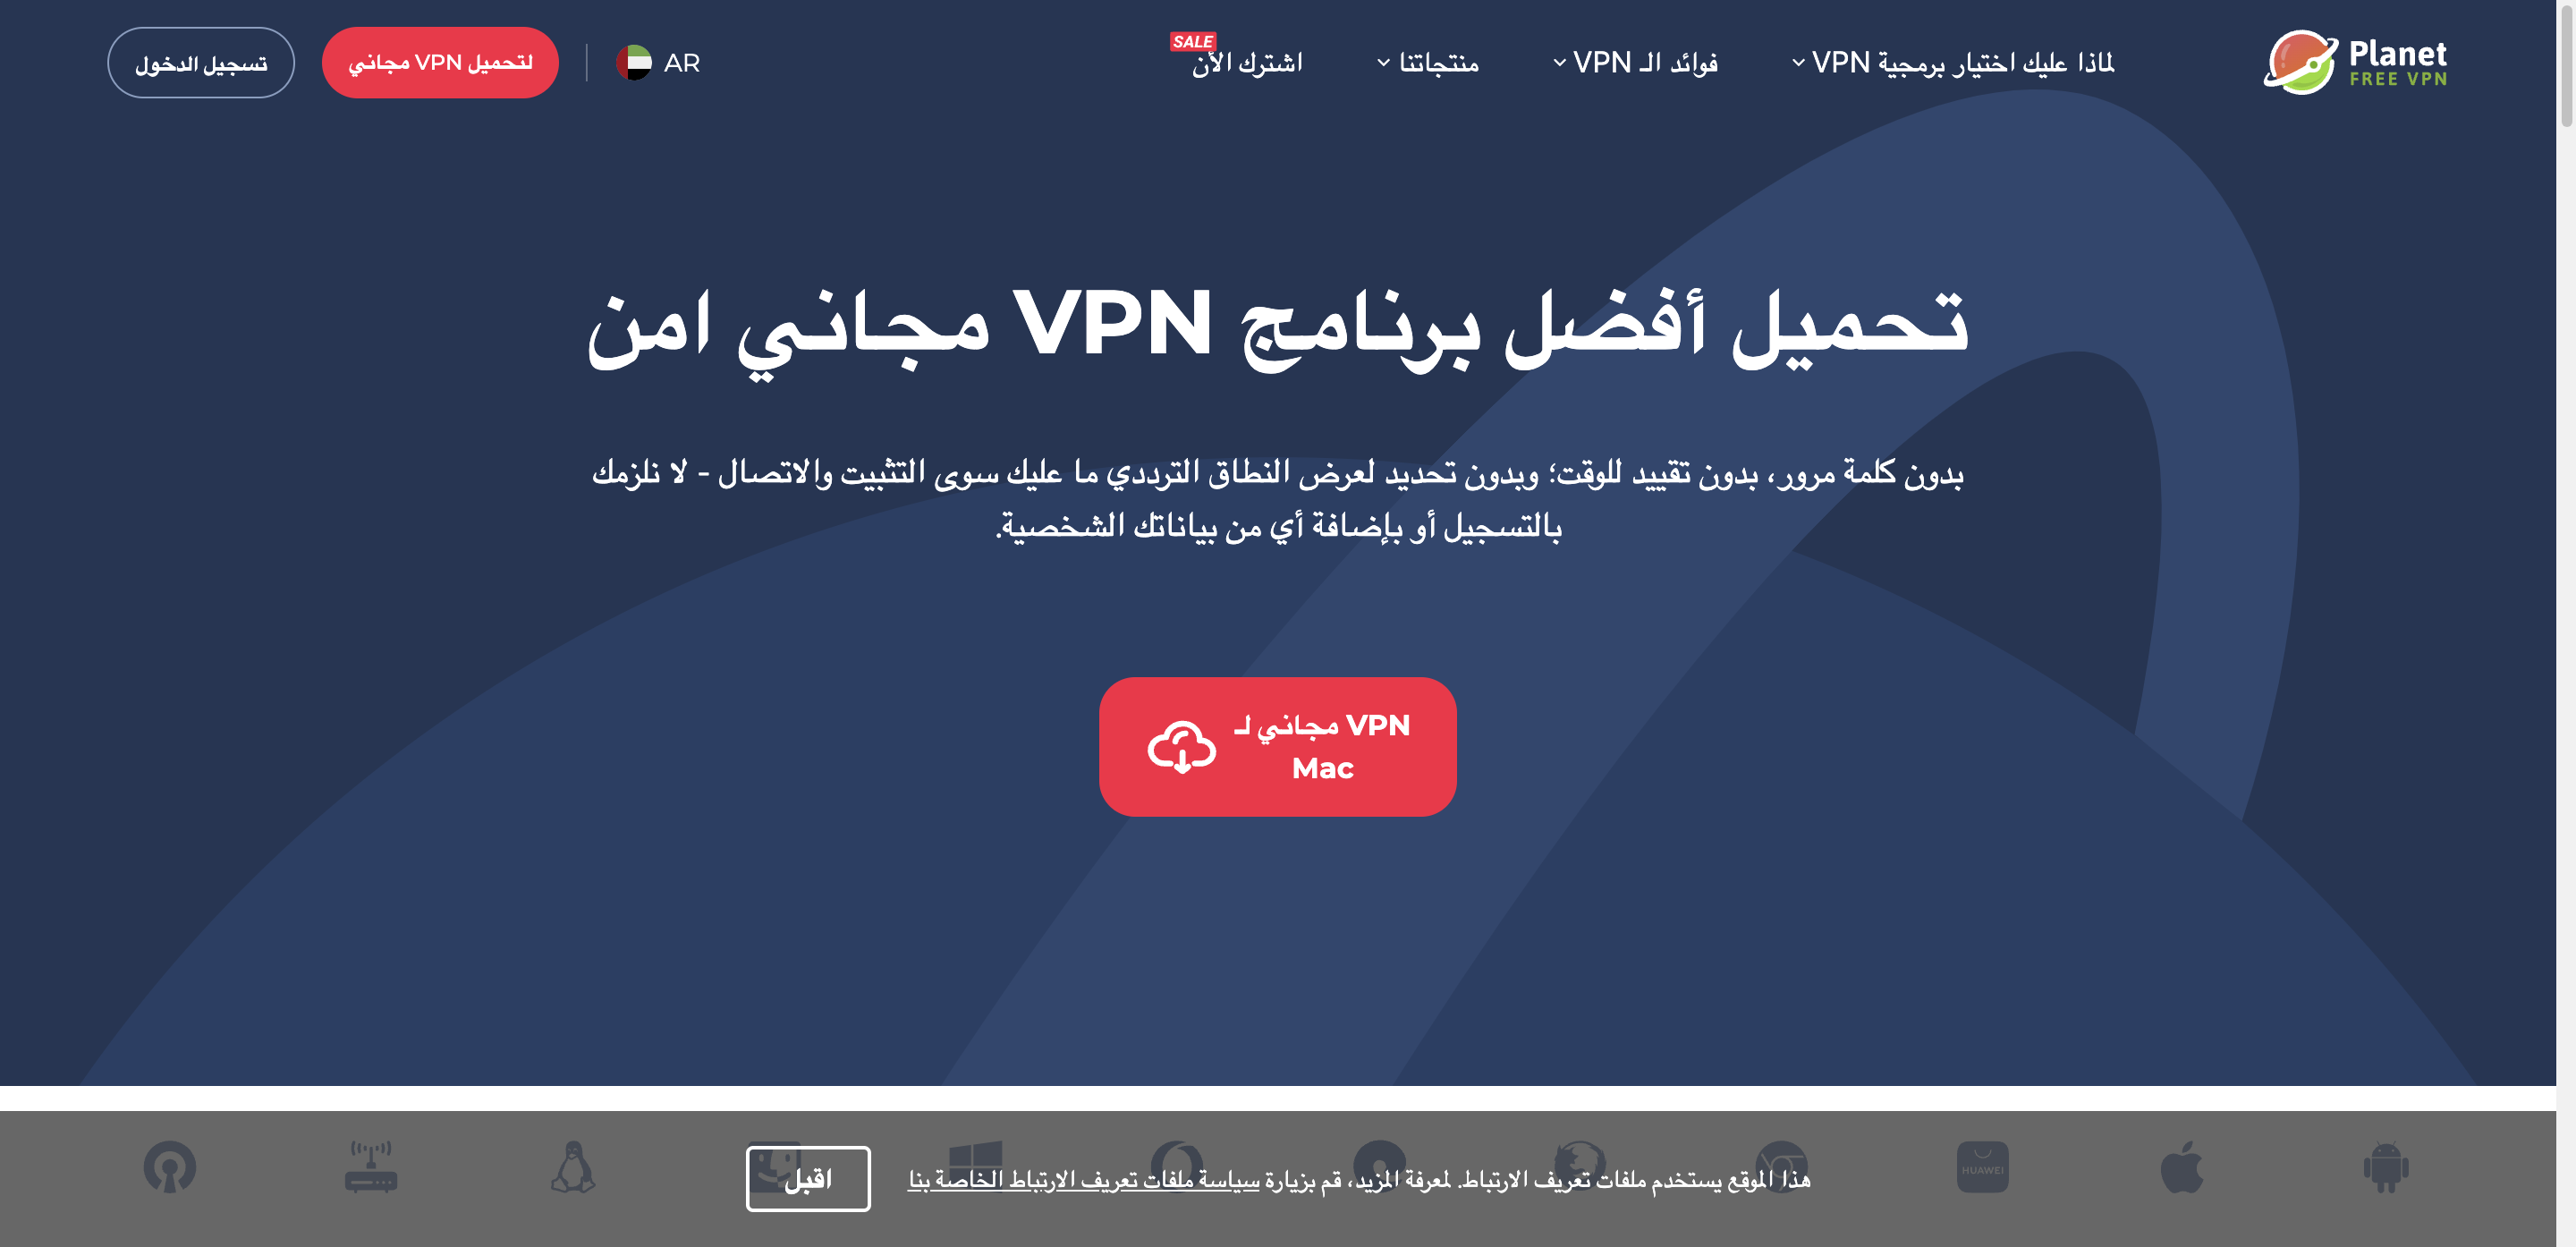 Planet
FREE VPN
لماذا عليك اختيار برمجية VPN
فوائد الـ VPN
منتجاتنا
اشترك الأن
SALE
AR
لتحميل VPN مجاني
تسجيل الدخول
تحميل أفضل برنامج VPN مجاني امن
بدون كلمة مرور، بدون تقييد للوقت؛ وبدون تحديد لعرض النطاق الترددي ما عليك سوى التثبيت والاتصال - لا نلزمك
بالتسجيل أو بإضافة أي من بياناتك الشخصية.
VPN مجاني لـ
Mac
HUAWEI
هذا الموقع يستخدم ملفات تعريف الارتباط. لمعرفة المزيد، قم بزيارة سياسة ملفات تعريف الارتباط الخاصة بنا
اقبل